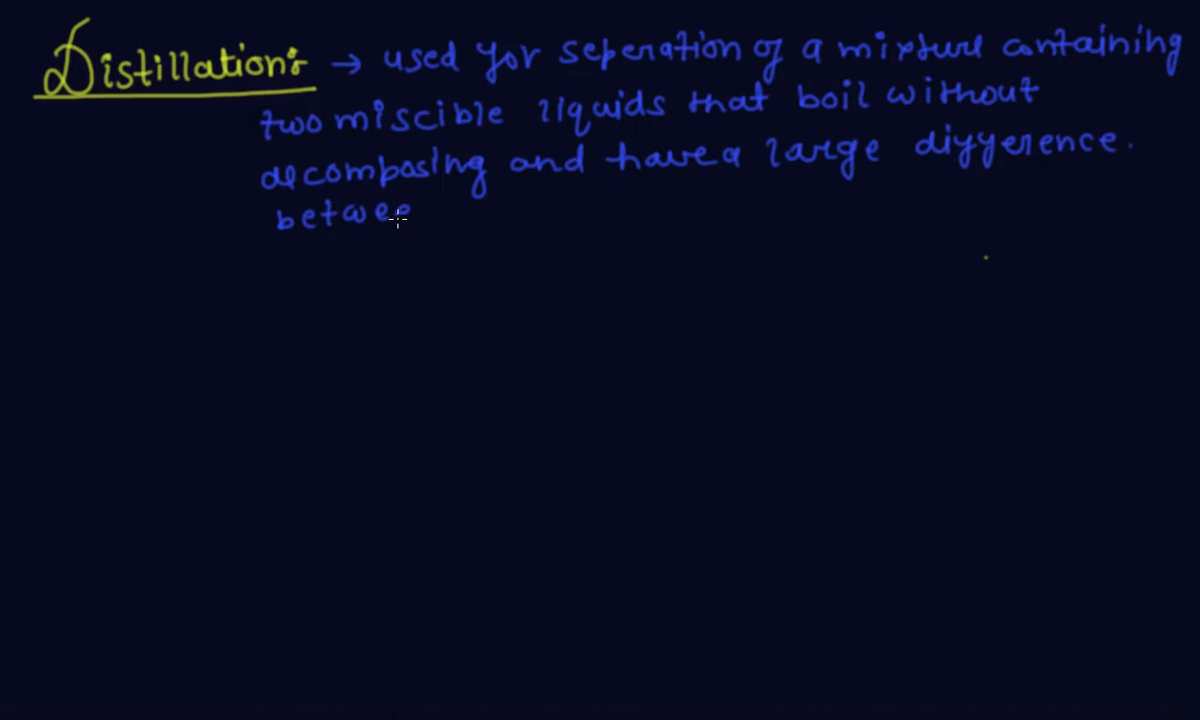 Distillation:- → used for seperation of a mixture containing
two miscible liquids that boil without
decomposing and have a large difference.
betwee